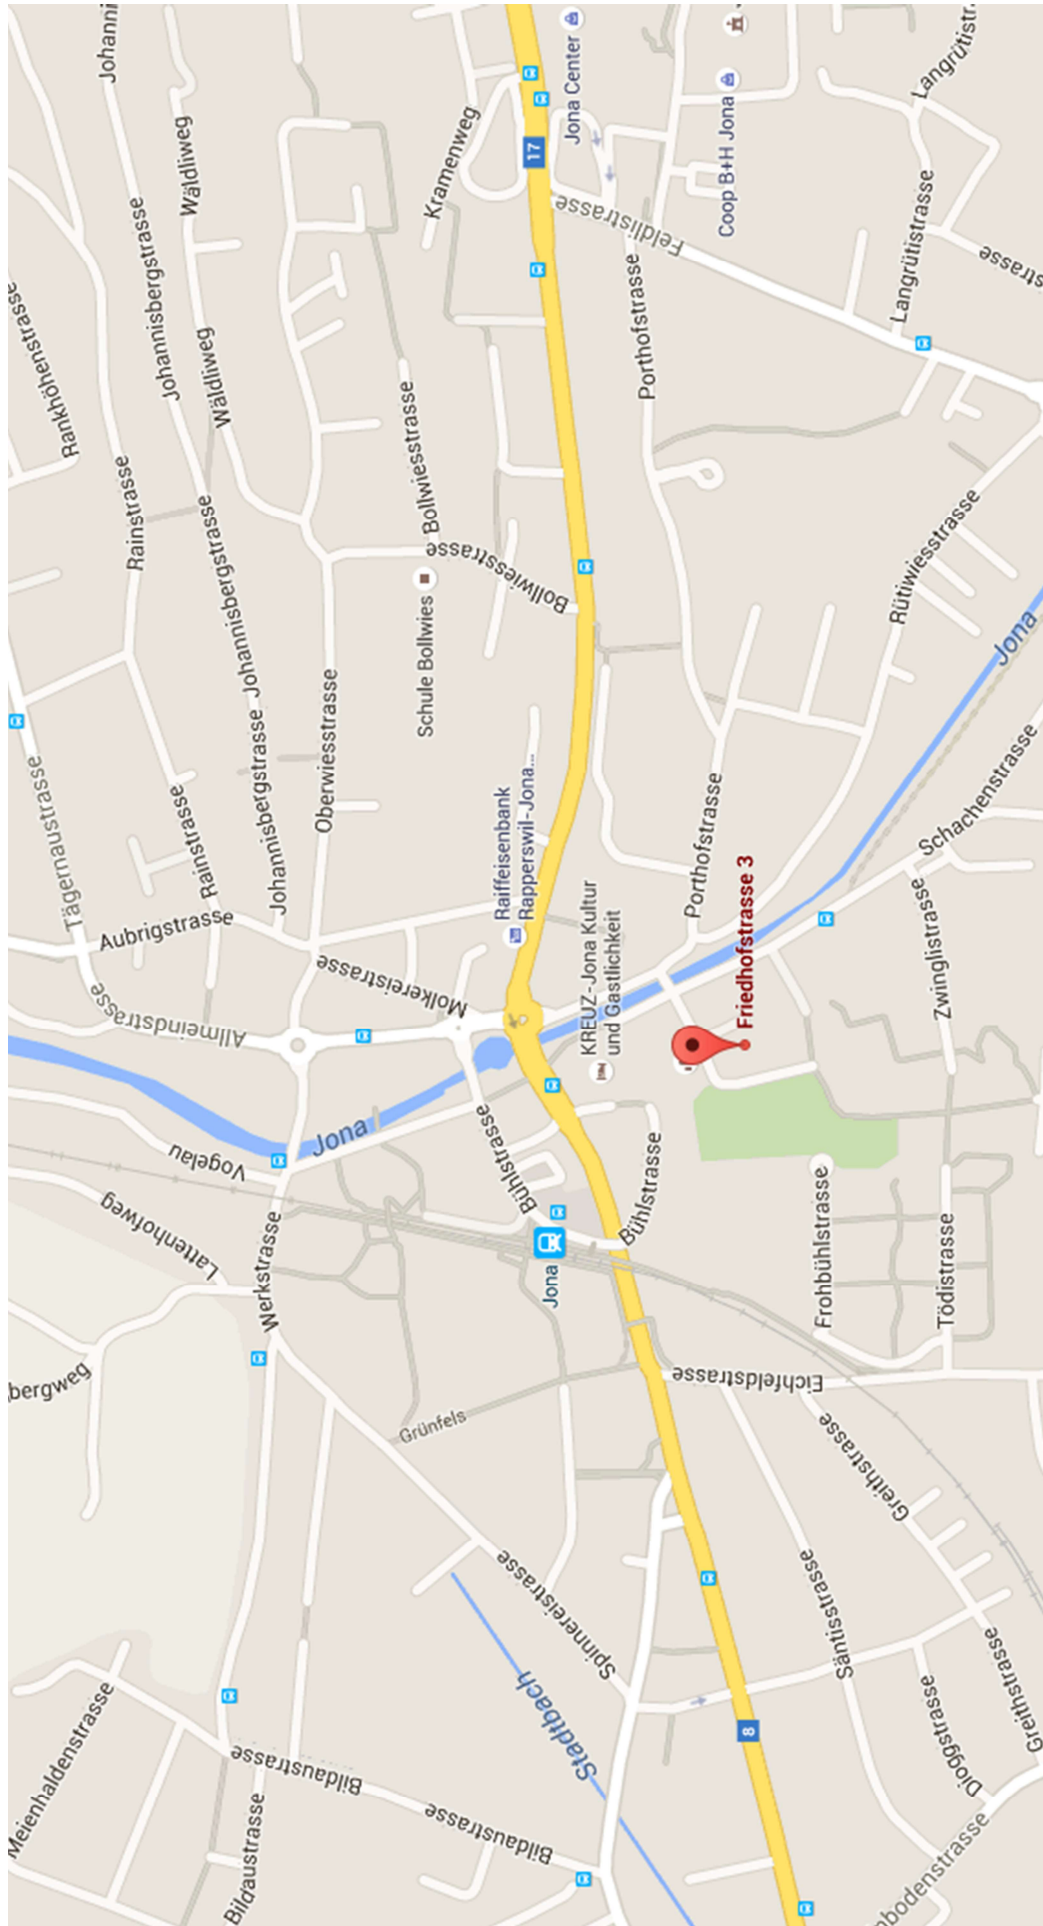 Meienhaldenstrasse
bergweg
Tägernaustrasse
Rankhöhenstrasse
Johanni
Allmeindstrasse
Aubrigstrasse
Rainstrasse
Rainstrasse
Johannisbergstrasse
Lattenhofweg
Vogelau
Wäldliweg
Wäldliweg
Johannisbergstrasse
Johannisbergstrasse
Johannisbergstrasse
Bildaustrasse
Bildaustrasse
Bildaustrasse
Werkstrasse
Jona
Oberwiesstrasse
Molkereistrasse
Grünfels
Schule Bollwies
Bollwiesstrasse
Bollwiesstrasse
Kramenweg
Stadtbach
Spinnereistrasse
Bühlstrasse
Jona
Raiffeisenbank
Rapperswil-Jona...
17
Jona Center
Feldlistrasse
KREUZ-Jona Kultur
und Gastlichkeit
Bühlstrasse
Porthofstrasse
Porthofstrasse
Coop B+H Jona
8
Eichfeldstrasse
Friedhofstrasse 3
Säntisstrasse
Greithstrasse
Frohbühlstrasse
Rütiwiesstrasse
Langrütistrasse
Langrütistr.
Dioggstrasse
Tödistrasse
Zwinglistrasse
Schachenstrasse
Jona
strasse
Greithstrasse
bodenstrasse